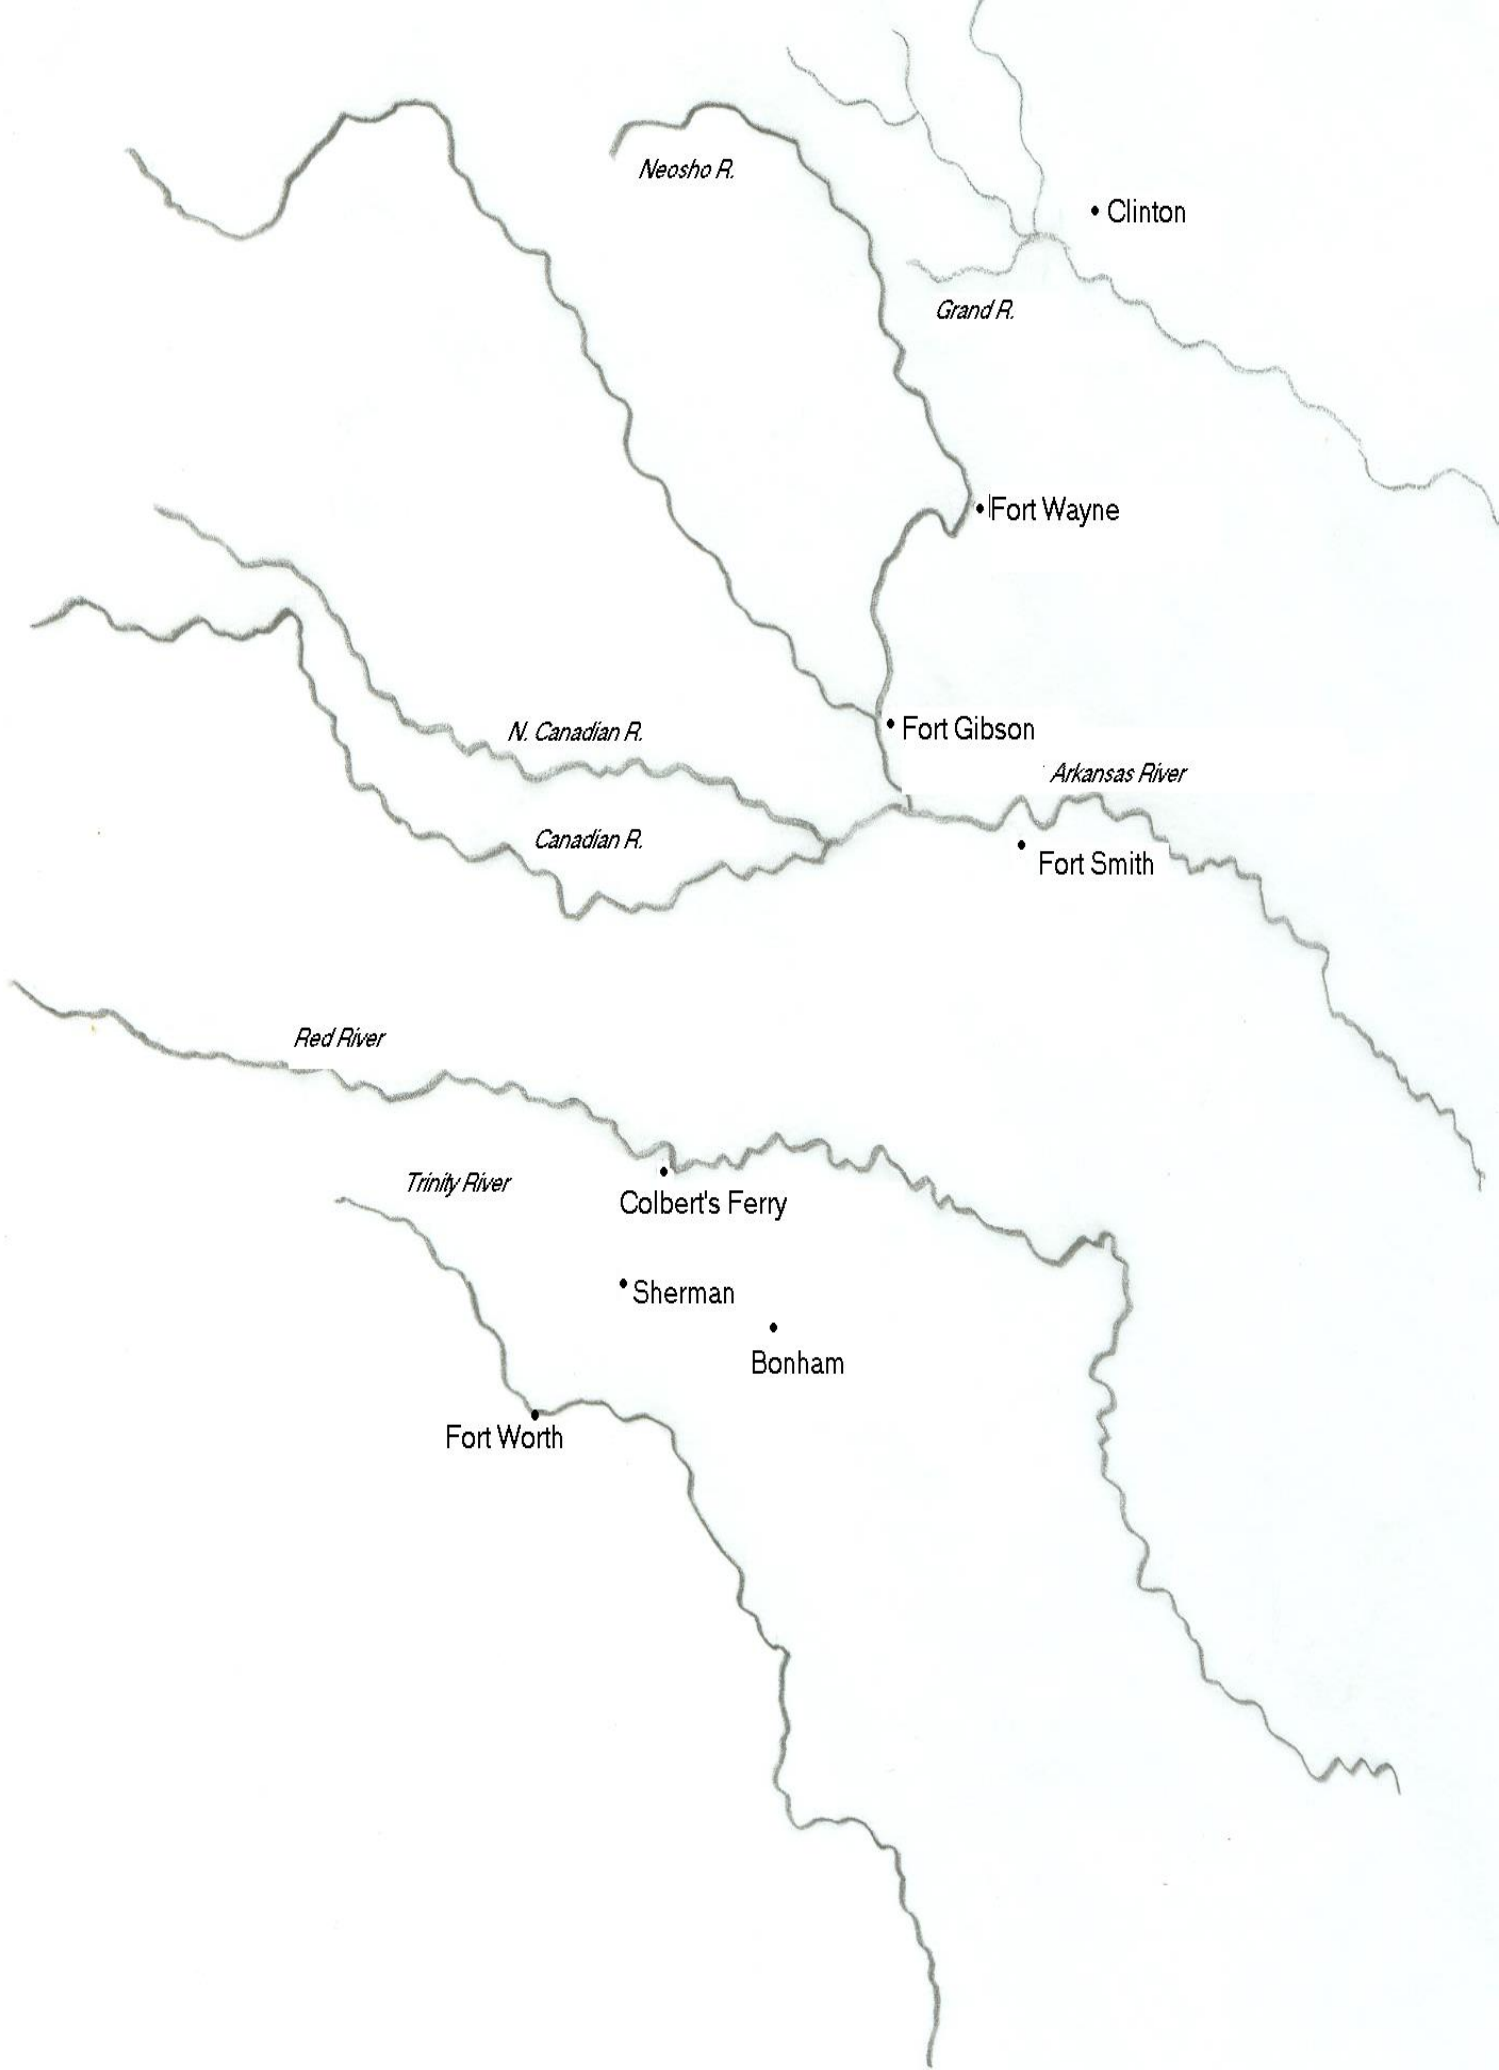 Neosho R.
Clinton
Grand R.
Fort Wayne
N. Canadian R.
Fort Gibson
Arkansas River
Canadian R.
Fort Smith
Red River
Trinity River
Colbert's Ferry
Sherman
Bonham
Fort Worth